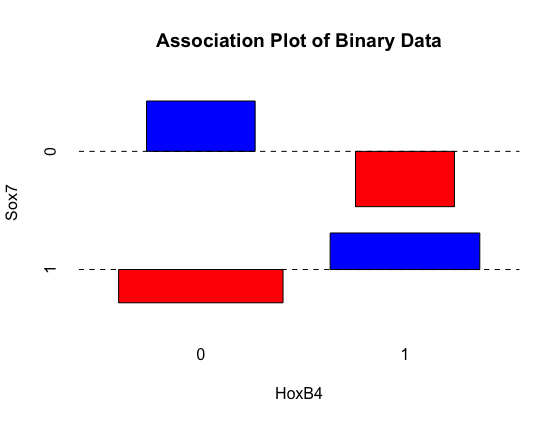 Association Plot of Binary Data
0
Sox7
1
0 1
HoxB4